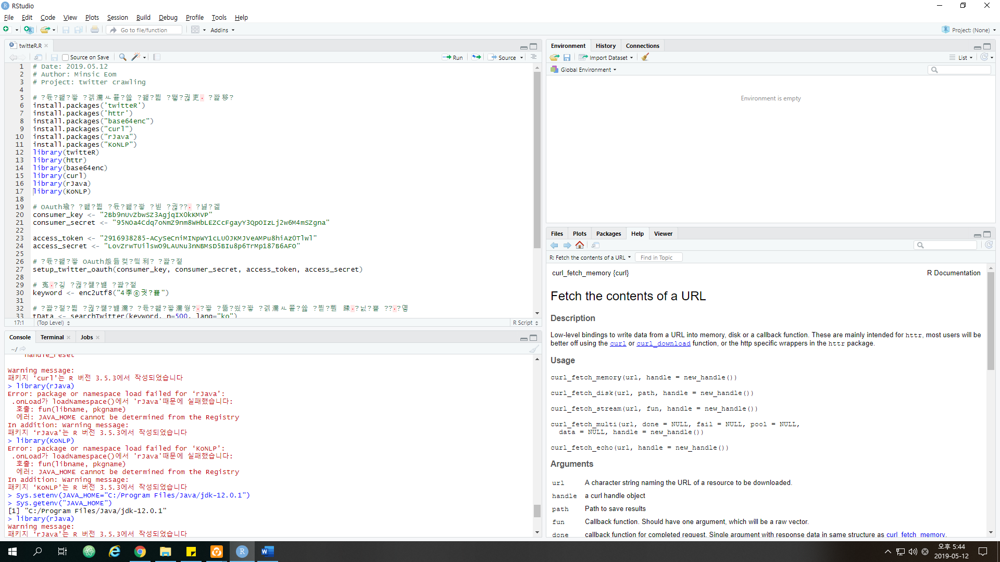 RStudio
File Edit Code View Plots Session Build Debug Profile Tools Help
Go to file/function Addins Project: (None)
twitteR.R
Source on Save Run Source
1 # Date: 2019.05.12
2 # Author: Minsic Eom
3 # Project: twitter crawling
4
5 #
6 install.packages('twitteR')
7 install.packages('httr')
8 install.packages("base64enc")
9 install.packages("curl")
10 install.packages("rJava")
11 install.packages("KoNLP")
12 library(twitteR)
13 library(httr)
14 library(base64enc)
15 library(curl)
16 library(rJava)
17 library(KoNLP)
18
19 # OAuth
20 consumer_key <-
21 consumer_secret <-
22
23 access_token <-
24 access_secret <-
25
26 # OAuth
27 setup_twitter_oauth(consumer_key, consumer_secret, access_token, access_secret)
28
29 #
30 keyword <- enc2utf8(
31
32 #
33 tData <- searchTwitter(keyword, n=500, lang="ko")
17:1 (Top Level) R Script
Console Terminal Jobs
~/
handle_reset
Warning message:
패키지 ‘curl’는 R 버전 3.5.3에서 작성되었습니다
> library(rJava)
Error: package or namespace load failed for ‘rJava’:
.onLoad가 loadNamespace()에서 'rJava'때문에 실패했습니다:
호출: fun(libname, pkgname)
에러: JAVA_HOME cannot be determined from the Registry
In addition: Warning message:
패키지 ‘rJava’는 R 버전 3.5.3에서 작성되었습니다
> library(KoNLP)
Error: package or namespace load failed for ‘KoNLP’:
.onLoad가 loadNamespace()에서 'rJava'때문에 실패했습니다:
호출: fun(libname, pkgname)
에러: JAVA_HOME cannot be determined from the Registry
In addition: Warning message:
패키지 ‘KoNLP’는 R 버전 3.5.3에서 작성되었습니다
> Sys.setenv(JAVA_HOME="C:/Program Files/Java/jdk-12.0.1")
> Sys.getenv("JAVA_HOME")
[1] "C:/Program Files/Java/jdk-12.0.1"
> library(rJava)
Warning message:
패키지 ‘rJava’는 R 버전 3.5.3에서 작성되었습니다
Environment History Connections
Import Dataset List
Global Environment
Environment is empty
Files Plots Packages Help Viewer
R: Fetch the contents of a URL Find in Topic
curl_fetch_memory {curl} R Documentation
Fetch the contents of a URL
Description
Low-level bindings to write data from a URL into memory, disk or a callback function. These are mainly intended for httr, most users will be
better off using the curl or curl_download function, or the http specific wrappers in the httr package.
Usage
curl_fetch_memory(url, handle = new_handle())
curl_fetch_disk(url, path, handle = new_handle())
curl_fetch_stream(url, fun, handle = new_handle())
curl_fetch_multi(url, done = NULL, fail = NULL, pool = NULL,
data = NULL, handle = new_handle())
curl_fetch_echo(url, handle = new_handle())
Arguments
url A character string naming the URL of a resource to be downloaded.
handle a curl handle object
path Path to save results
fun Callback function. Should have one argument, which will be a raw vector.
done callback function for completed request. Single argument with response data in same structure as curl_fetch_memory.
오후 5:44
2019-05-12